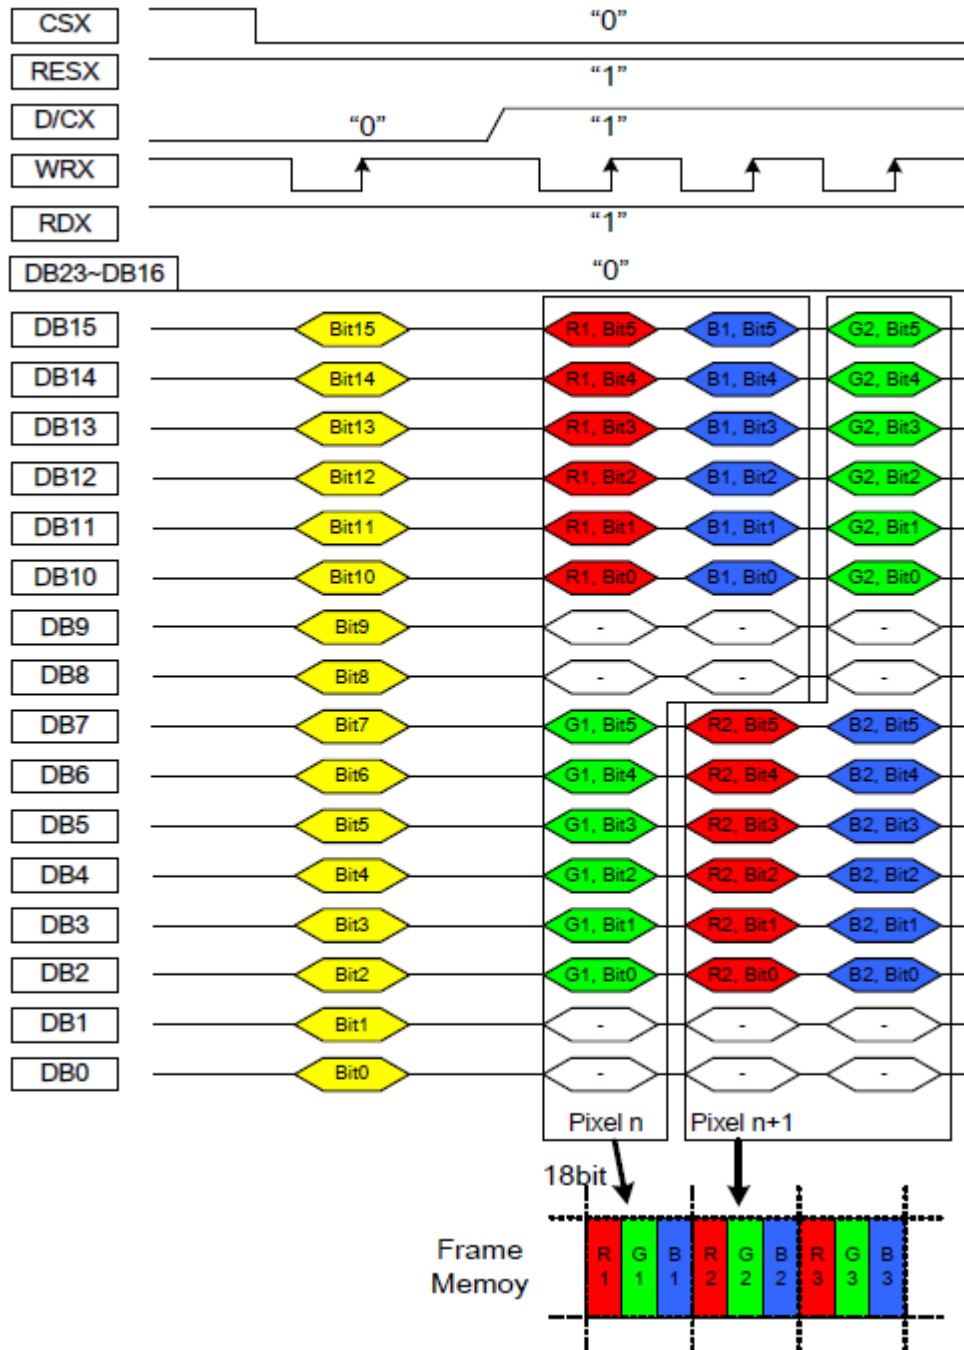 CSX “0”
RESX “1”
D/CX “0” “1”
WRX
RDX “1”
DB23~DB16 “0”
DB15 Bit15 R1, Bit5 B1, Bit5 G2, Bit5
DB14 Bit14 R1, Bit4 B1, Bit4 G2, Bit4
DB13 Bit13 R1, Bit3 B1, Bit3 G2, Bit3
DB12 Bit12 R1, Bit2 B1, Bit2 G2, Bit2
DB11 Bit11 R1, Bit1 B1, Bit1 G2, Bit1
DB10 Bit10 R1, Bit0 B1, Bit0 G2, Bit0
DB9 Bit9 - - -
DB8 Bit8 - - -
DB7 Bit7 G1, Bit5 R2, Bit5 B2, Bit5
DB6 Bit6 G1, Bit4 R2, Bit4 B2, Bit4
DB5 Bit5 G1, Bit3 R2, Bit3 B2, Bit3
DB4 Bit4 G1, Bit2 R2, Bit2 B2, Bit2
DB3 Bit3 G1, Bit1 R2, Bit1 B2, Bit1
DB2 Bit2 G1, Bit0 R2, Bit0 B2, Bit0
DB1 Bit1 - - -
DB0 Bit0 - - -
Pixel n Pixel n+1
18bit
Frame
Memoy
R G B R G B R G B
1 1 1 2 2 2 3 3 3